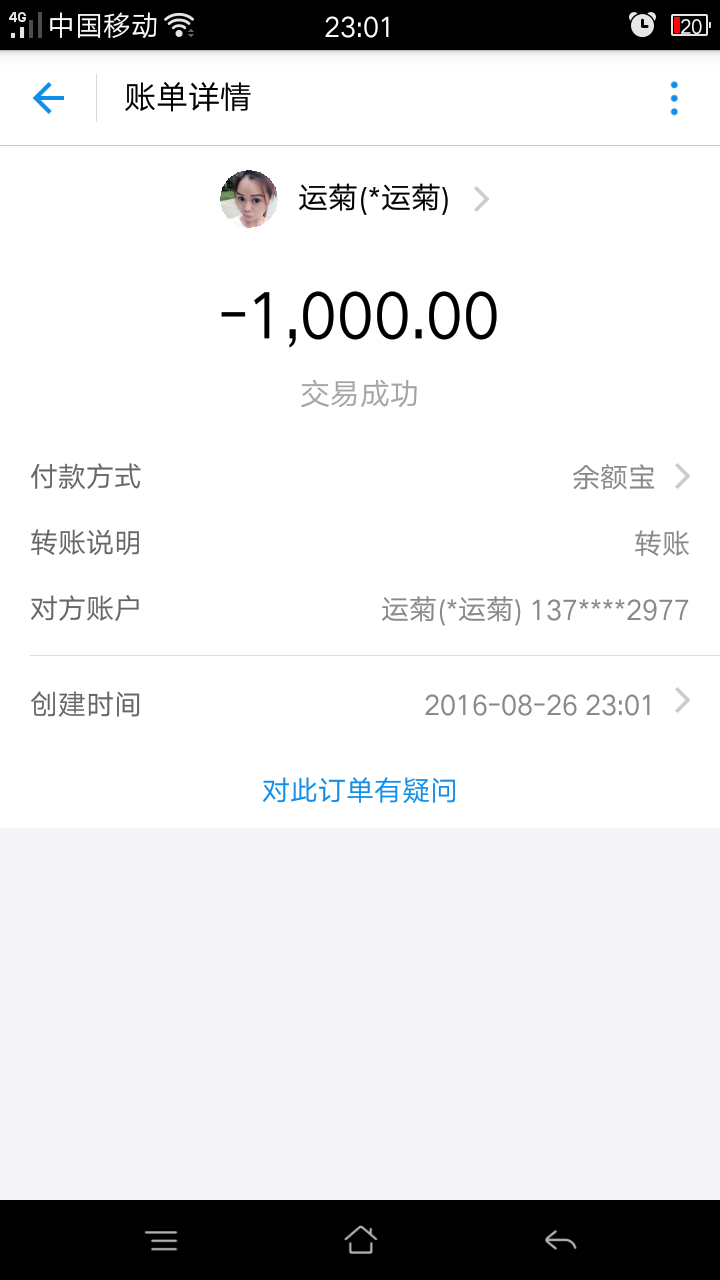 4G 中国移动 23:01 20
账单详情
运菊(*运菊)
-1,000.00
交易成功
付款方式 余额宝
转账说明 转账
对方账户 运菊(*运菊) 137****2977
创建时间 2016-08-26 23:01
对此订单有疑问